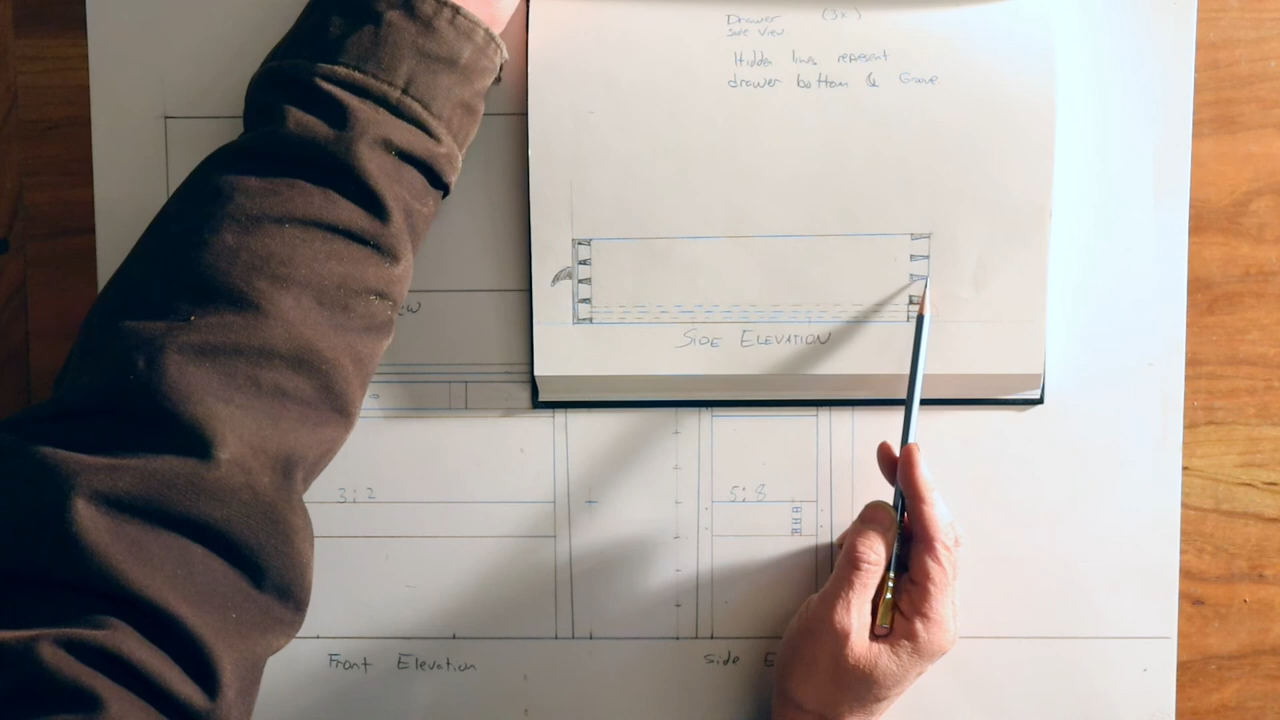 Drawer (3x)
side View
Hidden lines represent
drawer bottom & Groove
SIDE ELEVATION
3:2
5:8
Front Elevation
side E